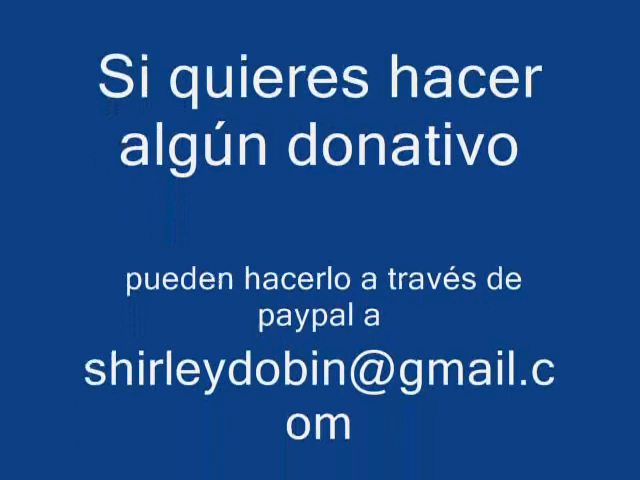 Si quieres hacer
algún donativo
pueden hacerlo a través de
paypal a
shirleydobin@gmail.c
om